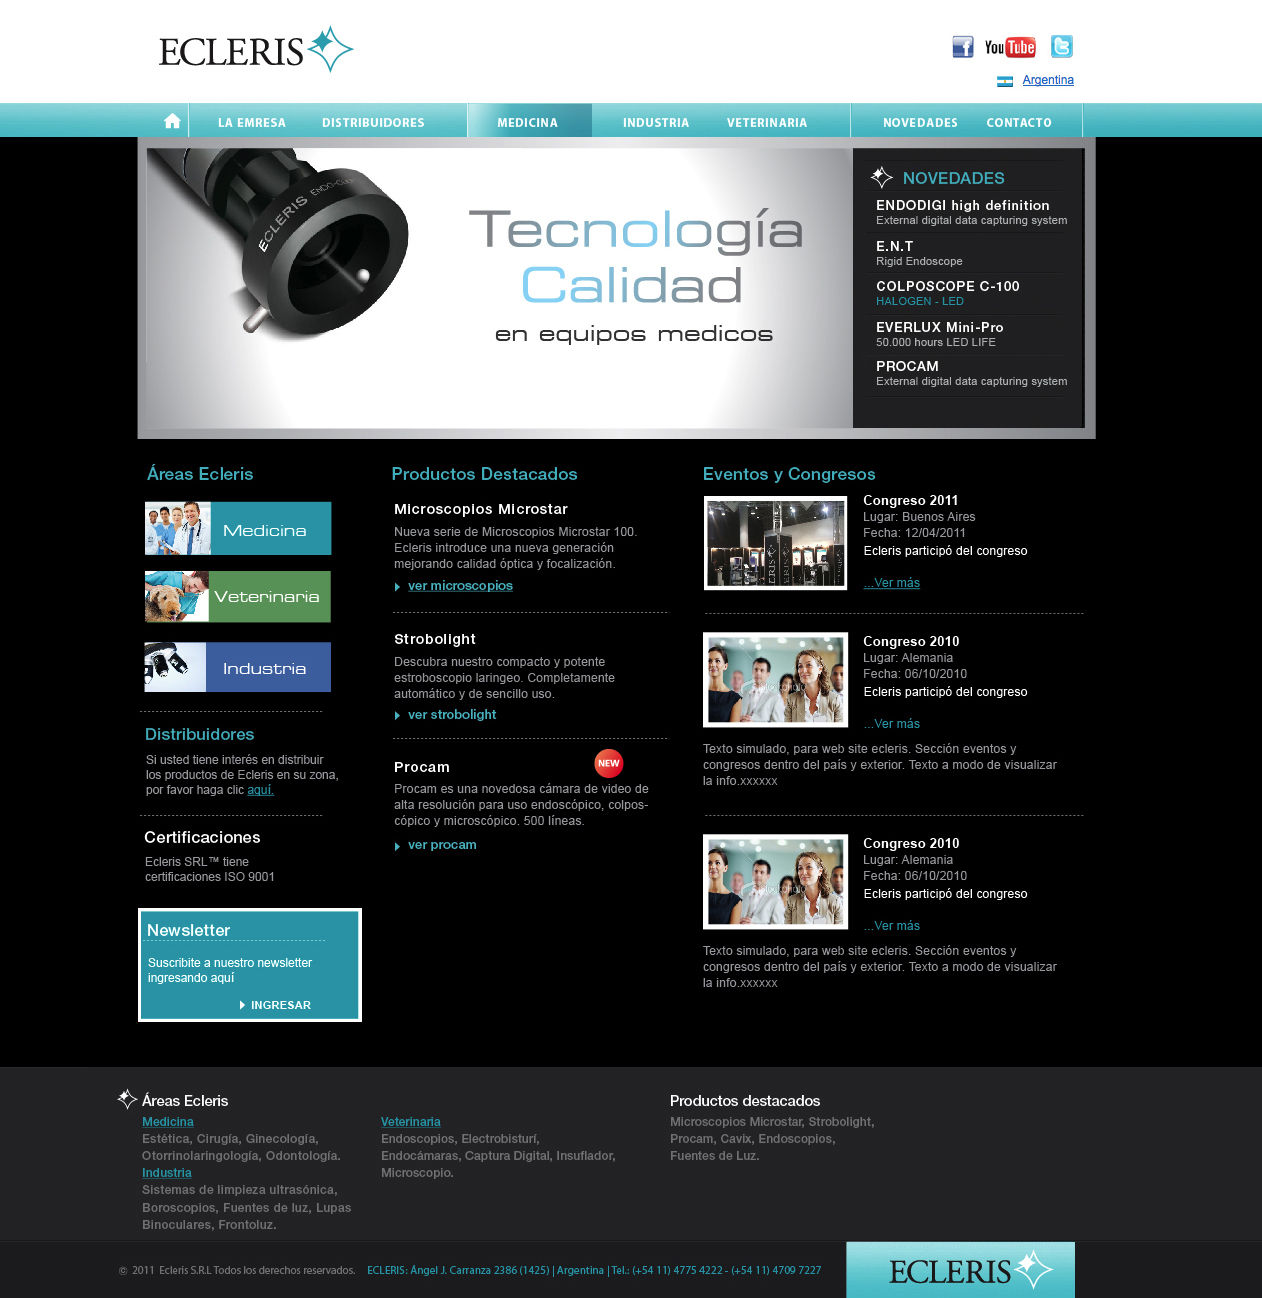 ECLERIS
You Tube
Argentina
LA EMRESA
DISTRIBUIDORES
MEDICINA
INDUSTRIA
VETERINARIA
NOVEDADES
CONTACTO
ECLERIS
ENDO-Cup
Tecnología
Calidad
en equipos medicos
NOVEDADES
ENDODIGI high definition
External digital data capturing system
E.N.T
Rigid Endoscope
COLPOSCOPE C-100
HALOGEN - LED
EVERLUX Mini-Pro
50.000 hours LED LIFE
PROCAM
External digital data capturing system
Áreas Ecleris
Medicina
Veterinaria
Industria
Distribuidores
Si usted tiene interés en distribuir
los productos de Ecleris en su zona,
por favor haga clic aquí.
Certificaciones
Ecleris SRL™ tiene
certificaciones ISO 9001
Newsletter
Suscribite a nuestro newsletter
ingresando aquí
INGRESAR
Productos Destacados
Microscopios Microstar
Nueva serie de Microscopios Microstar 100.
Ecleris introduce una nueva generación
mejorando calidad óptica y focalización.
ver microscopios
Strobolight
Descubra nuestro compacto y potente
estroboscopio laringeo. Completamente
automático y de sencillo uso.
ver strobolight
Procam
NEW
Procam es una novedosa cámara de video de
alta resolución para uso endoscópico, colpos-
cópico y microscópico. 500 líneas.
ver procam
Eventos y Congresos
Congreso 2011
Lugar: Buenos Aires
Fecha: 12/04/2011
Ecleris participó del congreso
...Ver más
Congreso 2010
Lugar: Alemania
Fecha: 06/10/2010
Ecleris participó del congreso
...Ver más
Texto simulado, para web site ecleris. Sección eventos y
congresos dentro del país y exterior. Texto a modo de visualizar
la info.xxxxxx
Congreso 2010
Lugar: Alemania
Fecha: 06/10/2010
Ecleris participó del congreso
...Ver más
Texto simulado, para web site ecleris. Sección eventos y
congresos dentro del país y exterior. Texto a modo de visualizar
la info.xxxxxx
Áreas Ecleris
Medicina
Estética, Cirugía, Ginecología,
Otorrinolaringología, Odontología.
Industria
Sistemas de limpieza ultrasónica,
Boroscopios, Fuentes de luz, Lupas
Binoculares, Frontoluz.
Veterinaria
Endoscopios, Electrobisturí,
Endocámaras, Captura Digital, Insuflador,
Microscopio.
Productos destacados
Microscopios Microstar, Strobolight,
Procam, Cavix, Endoscopios,
Fuentes de Luz.
© 2011 Ecleris S.R.L Todos los derechos reservados.
ECLERIS: Ángel J. Carranza 2386 (1425) | Argentina | Tel.: (+54 11) 4775 4222 - (+54 11) 4709 7227
ECLERIS